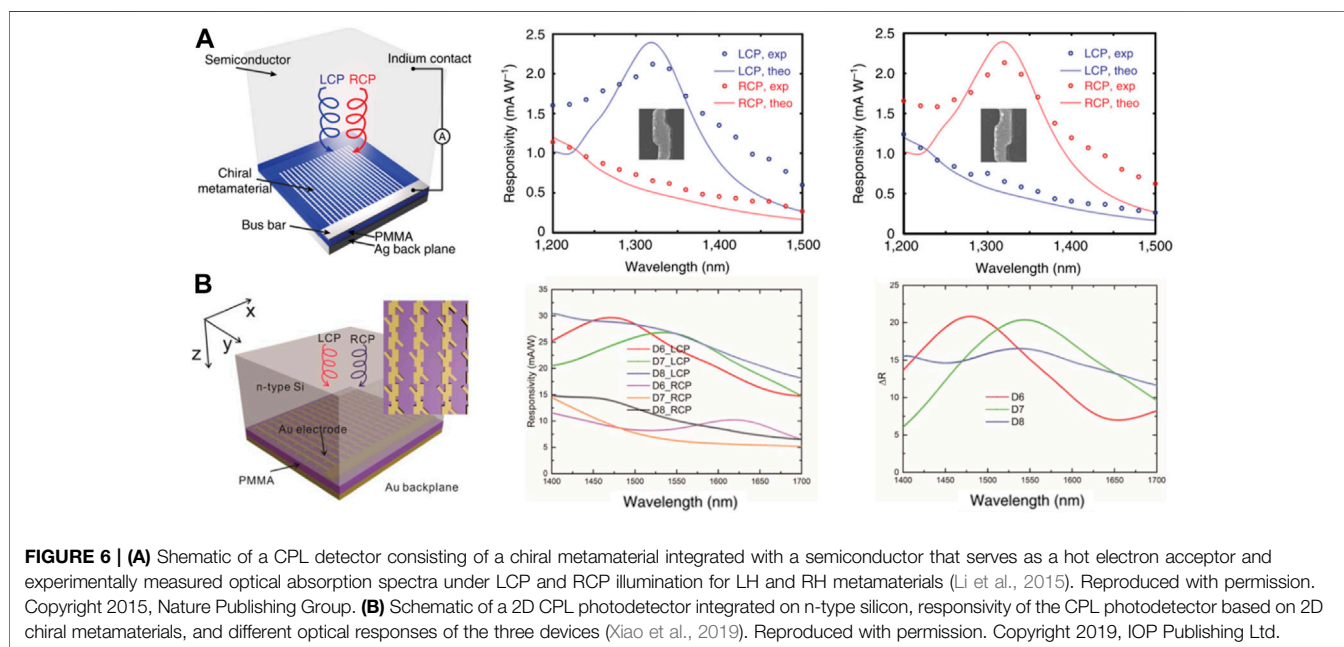 A
Semiconductor
Indium contact
LCP RCP
A
Chiral
metamaterial
Bus bar
PMMA
Ag back plane
Responsivity (mA W⁻¹)
2.5
2.0
1.5
1.0
0.5
0
LCP, exp
LCP, theo
RCP, exp
RCP, theo
1,200 1,300 1,400 1,500
Wavelength (nm)
Responsivity (mA W⁻¹)
2.5
2.0
1.5
1.0
0.5
0
LCP, exp
LCP, theo
RCP, exp
RCP, theo
1,200 1,300 1,400 1,500
Wavelength (nm)
B
x
y
z
LCP RCP
n-type Si
Au electrode
PMMA
Au backplane
Responsivity (mA/W)
35
30
25
20
15
10
5
0
D6_LCP
D7_LCP
D8_LCP
D6_RCP
D7_RCP
D8_RCP
1400 1450 1500 1550 1600 1650 1700
Wavelength (nm)
ΔR
25
20
15
10
5
0
D6
D7
D8
1400 1450 1500 1550 1600 1650 1700
Wavelength (nm)
FIGURE 6 | (A) Shematic of a CPL detector consisting of a chiral metamaterial integrated with a semiconductor that serves as a hot electron acceptor and
experimentally measured optical absorption spectra under LCP and RCP illumination for LH and RH metamaterials (Li et al., 2015). Reproduced with permission.
Copyright 2015, Nature Publishing Group. (B) Schematic of a 2D CPL photodetector integrated on n-type silicon, responsivity of the CPL photodetector based on 2D
chiral metamaterials, and different optical responses of the three devices (Xiao et al., 2019). Reproduced with permission. Copyright 2019, IOP Publishing Ltd.